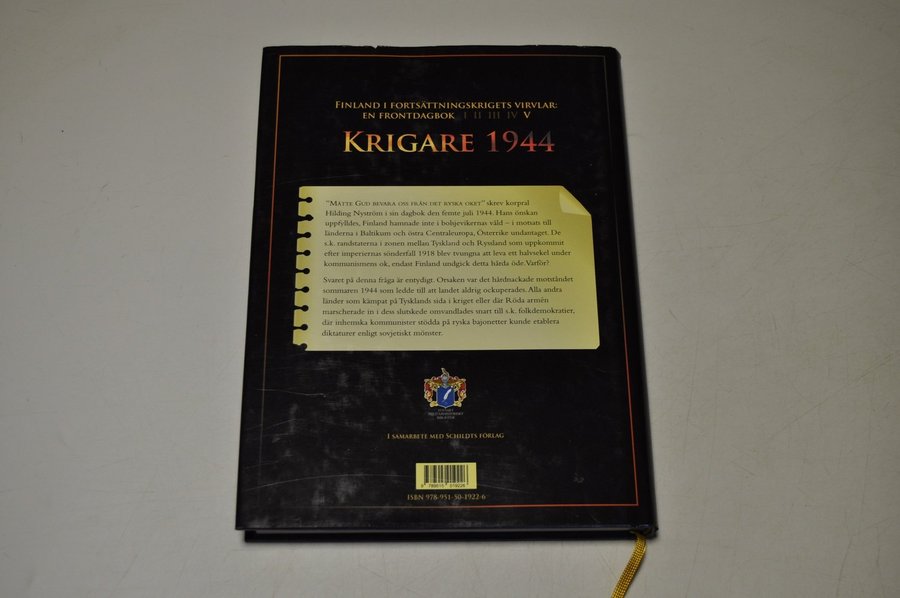 FINLAND I FORTSÄTTNINGSKRIGETS VIRVLAR:
EN FRONTDAGBOK I II III IV V
KRIGARE 1944
"MÅTTE GUD BEVARA OSS FRÅN DET RYSKA OKET" skrev korpral
Hilding Nyström i sin dagbok den femte juli 1944. Hans önskan
uppfylldes, Finland hamnade inte i bolsjevikernas våld – i motsats till
länderna i Baltikum och östra Centraleuropa, Österrike undantaget. De
s.k. randstaterna i zonen mellan Tyskland och Ryssland som uppkommit
efter imperiernas sönderfall 1918 blev tvungna att leva ett halvsekel under
kommunismens ok, endast Finland undgick detta hårda öde. Varför?
Svaret på denna fråga är entydigt. Orsaken var det hårdnackade motståndet
sommaren 1944 som ledde till att landet aldrig ockuperades. Alla andra
länder som kämpat på Tysklands sida i kriget eller där Röda armén
marscherade in i dess slutskede omvandlades snart till s.k. folkdemokratier,
där inhemska kommunister stödda på ryska bajonetter kunde etablera
diktaturer enligt sovjetiskt mönster.
I SAMARBETE MED SCHILDTS FÖRLAG
9 789515 019226
ISBN 978-951-50-1922-6